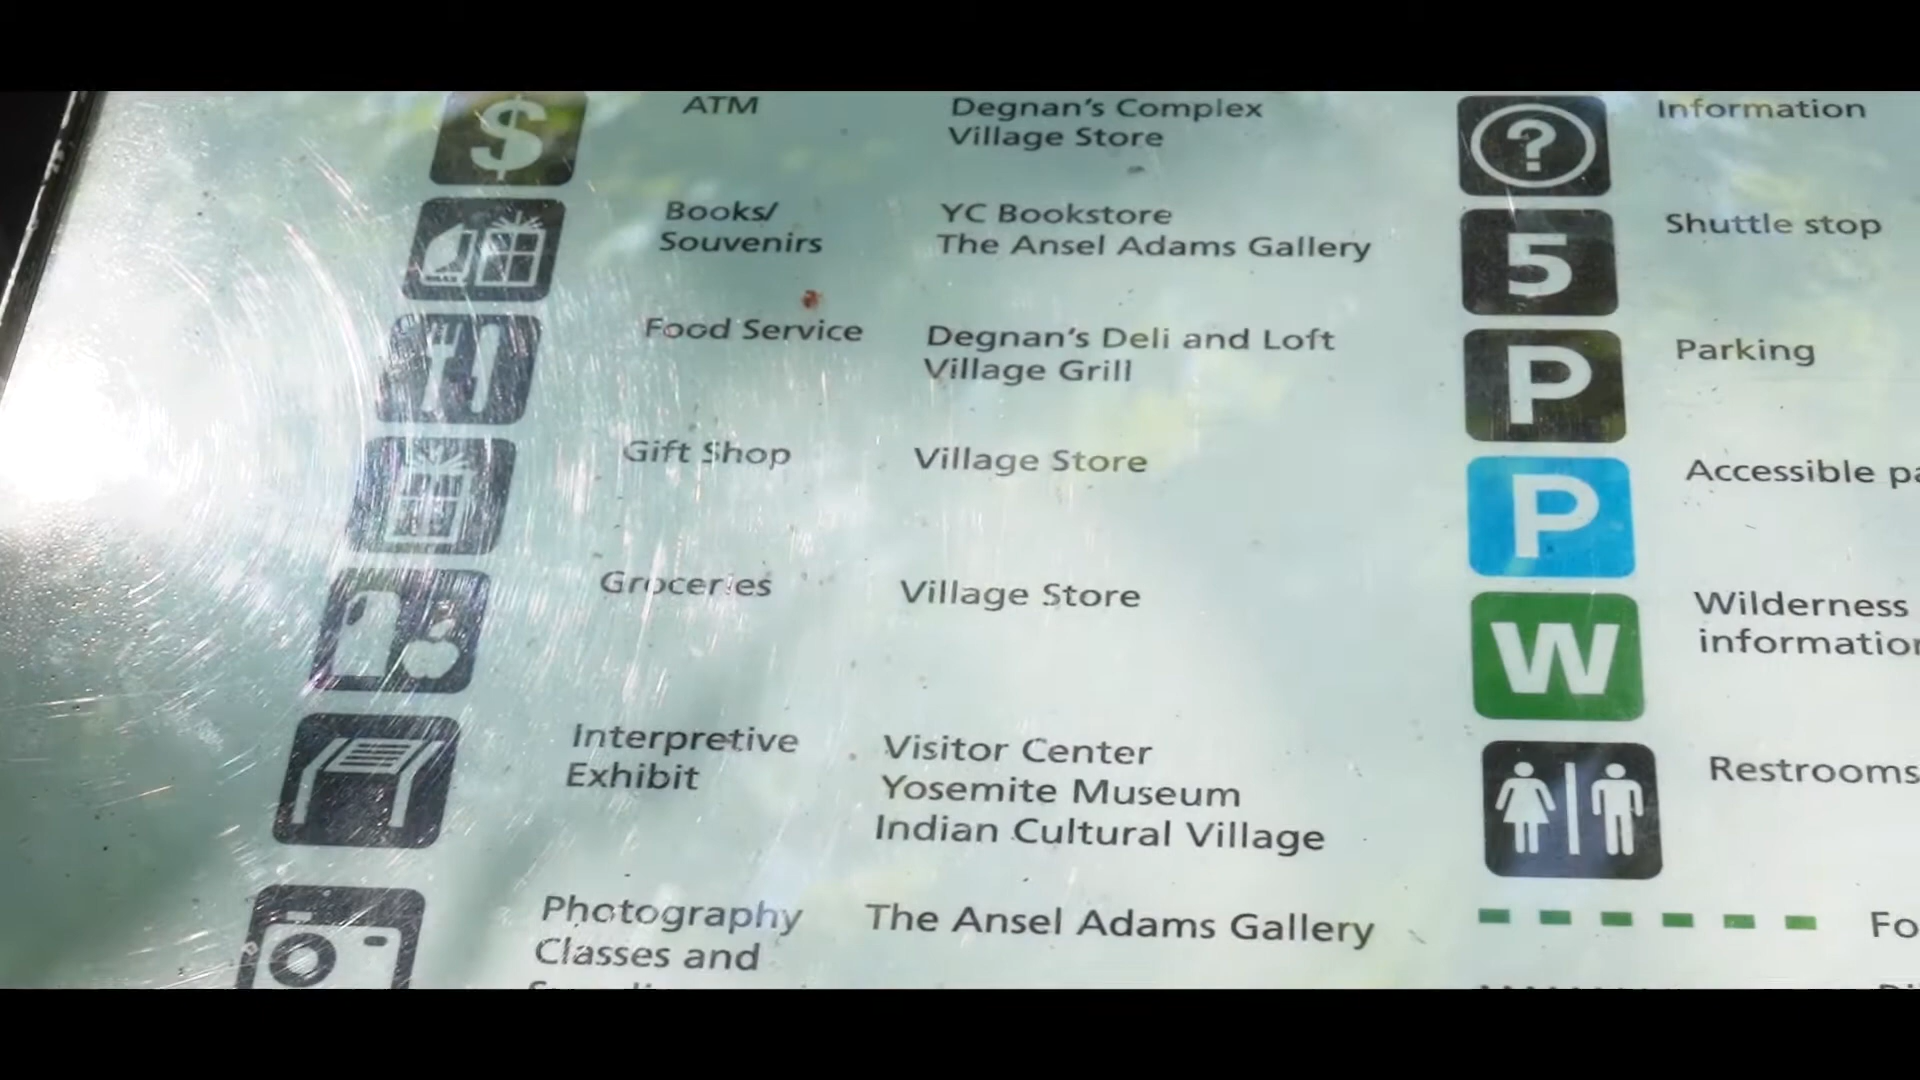 $
ATM
Degnan's Complex
Village Store
Books/
Souvenirs
YC Bookstore
The Ansel Adams Gallery
Food Service
Degnan's Deli and Loft
Village Grill
Gift Shop
Village Store
Groceries
Village Store
Interpretive
Exhibit
Visitor Center
Yosemite Museum
Indian Cultural Village
Photography
Classes and
The Ansel Adams Gallery
?
Information
5
Shuttle stop
P
Parking
P
Accessible
W
Wilderness
information
Restrooms